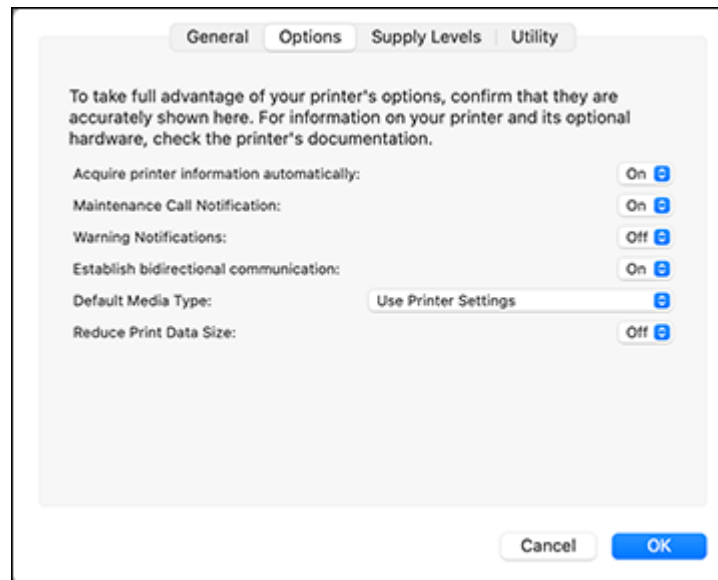 General Options Supply Levels Utility
To take full advantage of your printer's options, confirm that they are
accurately shown here. For information on your printer and its optional
hardware, check the printer's documentation.
Acquire printer information automatically: On
Maintenance Call Notification: On
Warning Notifications: Off
Establish bidirectional communication: On
Default Media Type: Use Printer Settings
Reduce Print Data Size: Off
Cancel OK